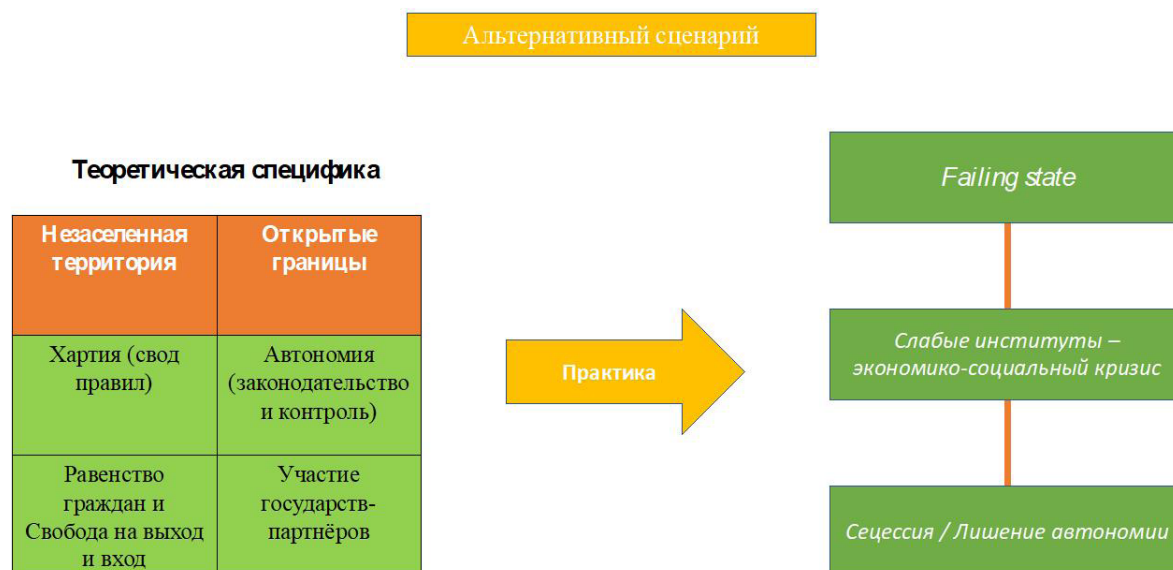 Альтернативный сценарий
Теоретическая специфика
Незаселенная
территория
Открытые
границы
Хартия (свод
правил)
Автономия
(законодательство
и контроль)
Равенство
граждан и
Свобода на выход
и вход
Участие
государств-
партнёров
Практика
Failing state
Слабые институты –
экономико-социальный кризис
Сецессия / Лишение автономии